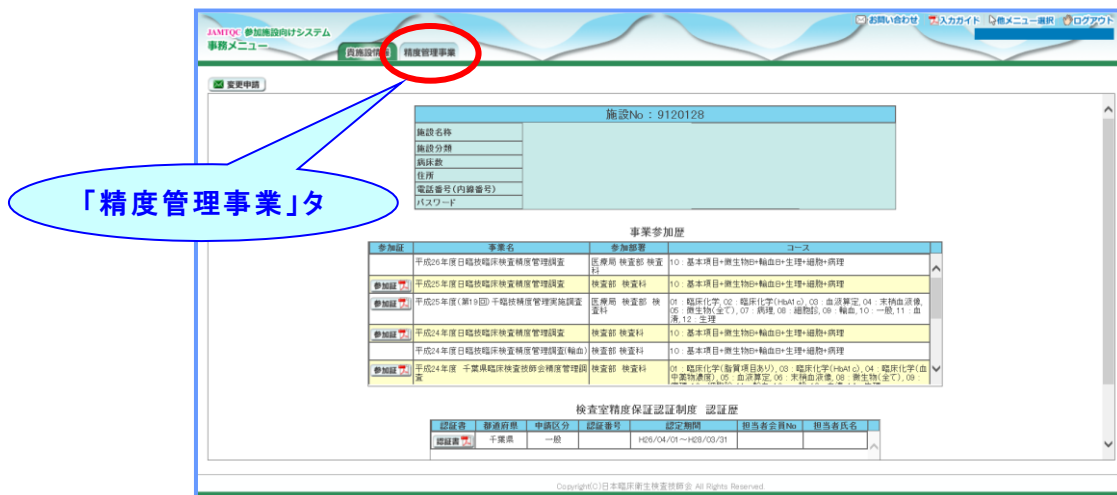 お問い合わせ 入力ガイド 他メニュー選択 ログアウト
JAMTQC 参加施設向けシステム
事務メニュー
貴施設情報 精度管理事業
変更申請
施設No：9120128
施設名称
施設分類
病床数
住所
電話番号(内線番号)
パスワード
「精度管理事業」タ
事業参加歴
参加証 事業名 参加部署 コース
平成26年度日臨技臨床検査精度管理調査 医療局 検査部 検査科 10：基本項目+微生物B+輸血B+生理+細胞+病理
参加証 平成25年度日臨技臨床検査精度管理調査 検査部 検査科 10：基本項目+微生物B+輸血B+生理+細胞+病理
参加証 平成25年度(第19回)千臨技精度管理実施調査 医療局 検査部 検査科 01：臨床化学,02：臨床化学(HbA1c),03：血液算定,04：末梢血液像,
05：微生物(全て),07：病理,08：細胞診,09：輸血,10：一般,11：血
清,12：生理
参加証 平成24年度日臨技臨床検査精度管理調査 検査部 検査科 10：基本項目+微生物B+輸血B+生理+細胞+病理
平成24年度日臨技臨床検査精度管理調査(輸血) 検査部 検査科 10：基本項目+微生物B+輸血B+生理+細胞+病理
参加証 平成24年度 千葉県臨床検査技師会精度管理調査 検査部 検査科 01：臨床化学(脂質項目あり),03：臨床化学(HbA1c),04：臨床化学(血
中薬物濃度),05：血液算定,06：末梢血液像,08：微生物(全て),09：
検査室精度保証認証制度 認証歴
認証書 都道府県 申請区分 認証番号 認定期間 担当者会員No 担当者氏名
認証書 千葉県 一般 H26/04/01～H28/03/31
Copyright(C)日本臨床衛生検査技師会 All Rights Reserved.